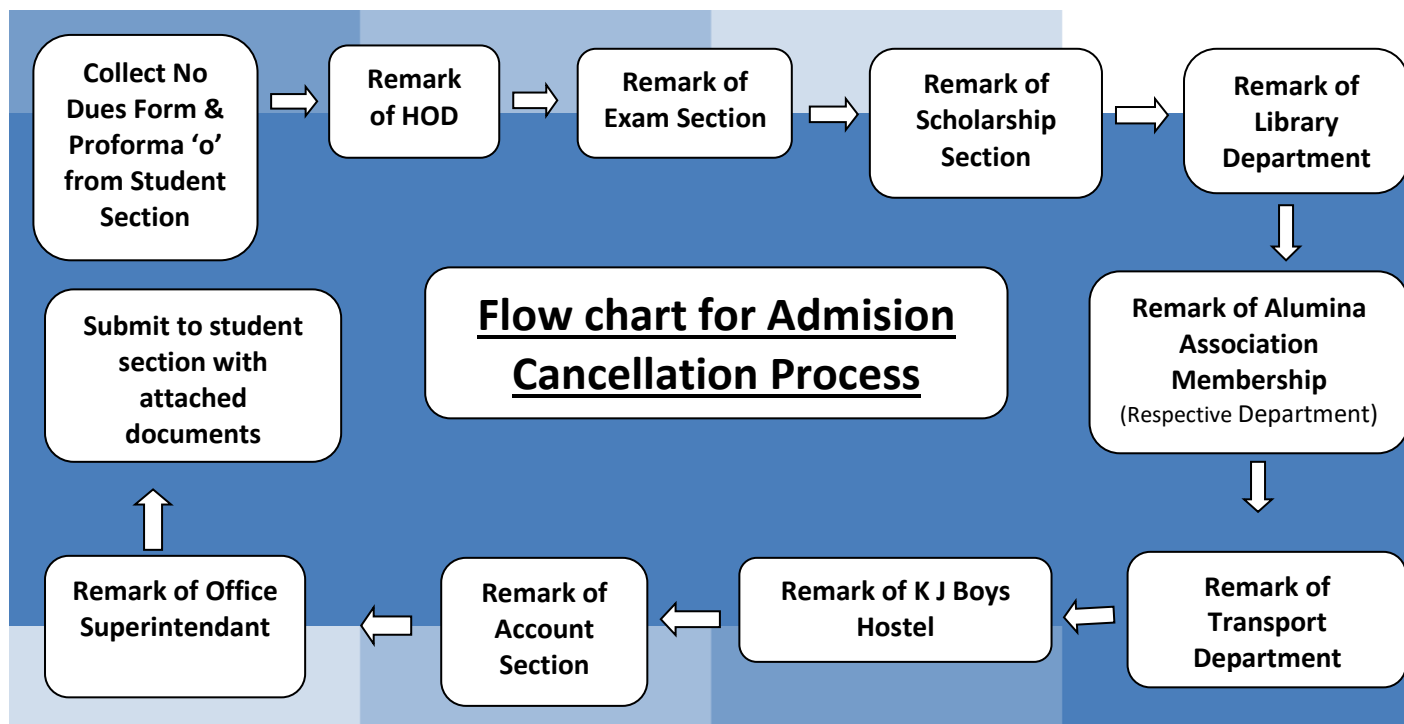 Collect No
Dues Form &
Proforma ‘o’
from Student
Section
Remark
of HOD
Remark of
Exam Section
Remark of
Scholarship
Section
Remark of
Library
Department
Flow chart for Admision
Cancellation Process
Remark of Alumina
Association
Membership
(Respective Department)
Remark of
Transport
Department
Remark of K J Boys
Hostel
Remark of
Account
Section
Remark of Office
Superintendant
Submit to student
section with
attached
documents